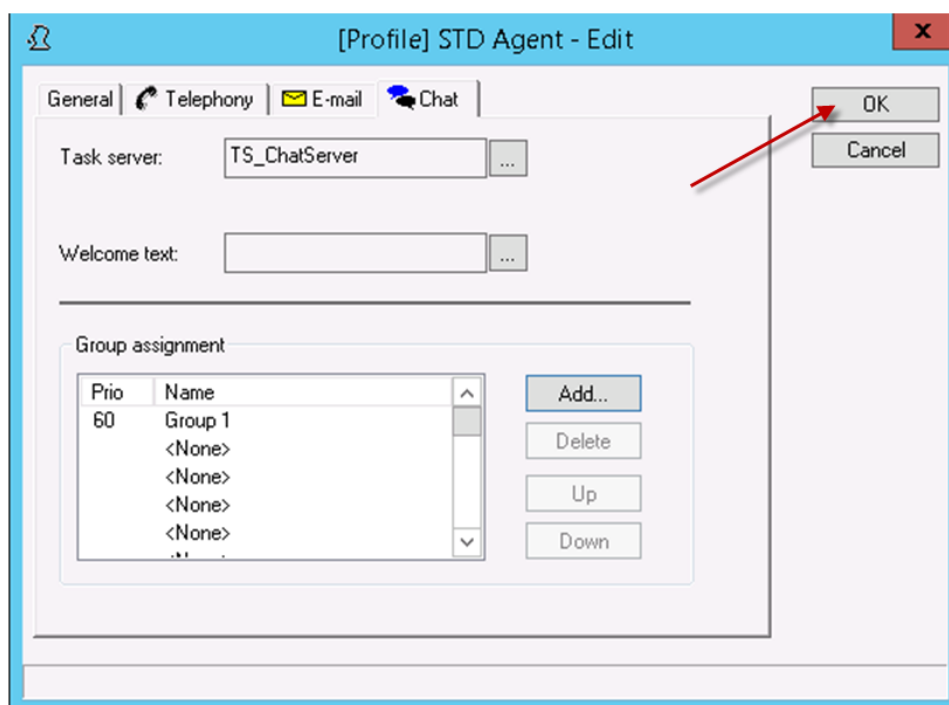 [Profile] STD Agent - Edit
x
General Telephony E-mail Chat
OK
Cancel
Task server: TS_ChatServer ...
Welcome text: ...
Group assignment
Prio Name
60 Group 1
<None>
<None>
<None>
<None>
Add...
Delete
Up
Down